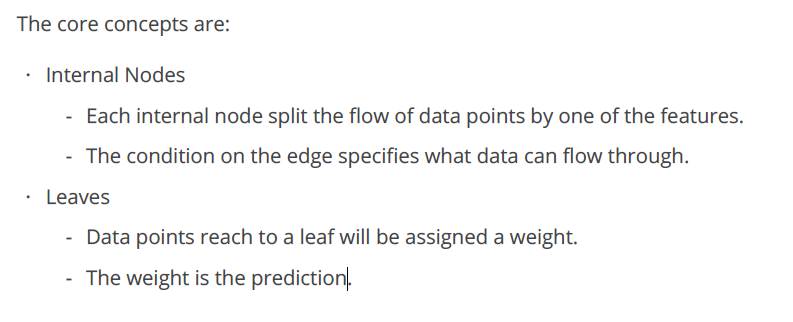 The core concepts are:
· Internal Nodes
- Each internal node split the flow of data points by one of the features.
- The condition on the edge specifies what data can flow through.
· Leaves
- Data points reach to a leaf will be assigned a weight.
- The weight is the prediction.